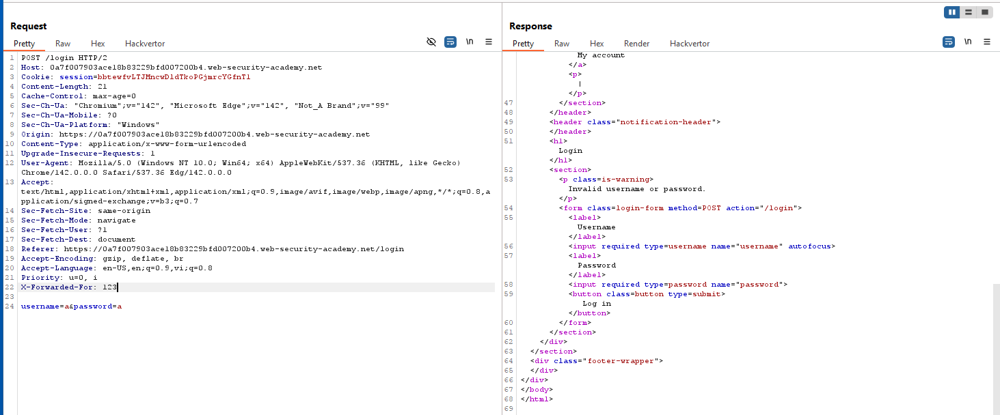 Request
Pretty Raw Hex Hackvertor \n
1 POST /login HTTP/2
2 Host: 0a7f007903ace18b83229bfd007200b4.web-security-academy.net
3 Cookie: session=bbtewfvLTJMncwDldTkoPGjmrcYGfnTl
4 Content-Length: 21
5 Cache-Control: max-age=0
6 Sec-Ch-Ua: "Chromium";v="142", "Microsoft Edge";v="142", "Not_A Brand";v="99"
7 Sec-Ch-Ua-Mobile: ?0
8 Sec-Ch-Ua-Platform: "Windows"
9 Origin: https://0a7f007903ace18b83229bfd007200b4.web-security-academy.net
10 Content-Type: application/x-www-form-urlencoded
11 Upgrade-Insecure-Requests: 1
12 User-Agent: Mozilla/5.0 (Windows NT 10.0; Win64; x64) AppleWebKit/537.36 (KHTML, like Gecko)
Chrome/142.0.0.0 Safari/537.36 Edg/142.0.0.0
13 Accept:
text/html,application/xhtml+xml,application/xml;q=0.9,image/avif,image/webp,image/apng,*/*;q=0.8,a
pplication/signed-exchange;v=b3;q=0.7
14 Sec-Fetch-Site: same-origin
15 Sec-Fetch-Mode: navigate
16 Sec-Fetch-User: ?1
17 Sec-Fetch-Dest: document
18 Referer: https://0a7f007903ace18b83229bfd007200b4.web-security-academy.net/login
19 Accept-Encoding: gzip, deflate, br
20 Accept-Language: en-US,en;q=0.9,vi;q=0.8
21 Priority: u=0, i
22 X-Forwarded-For: 123
23
24 username=a&password=a
Response
Pretty Raw Hex Render Hackvertor \n
My account
</a>
<p>
|
</p>
47 </section>
48 </header>
49 <header class="notification-header">
50 </header>
51 <h1>
Login
</h1>
52 <section>
53 <p class=is-warning>
Invalid username or password.
</p>
54 <form class=login-form method=POST action="/login">
55 <label>
Username
</label>
56 <input required type=username name="username" autofocus>
57 <label>
Password
</label>
58 <input required type=password name="password">
59 <button class=button type=submit>
Log in
</button>
60 </form>
61 </section>
62 </div>
63 </section>
64 <div class="footer-wrapper">
65 </div>
66 </div>
67 </body>
68 </html>
69